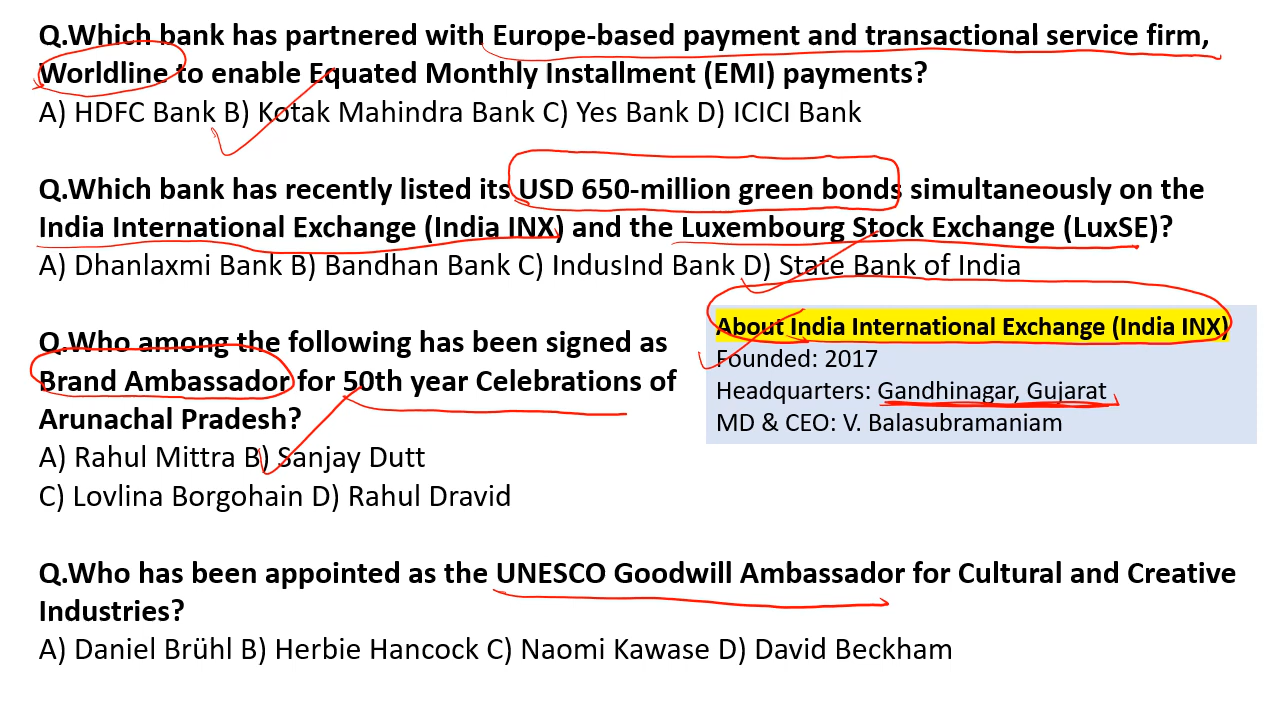 Q.Which bank has partnered with Europe-based payment and transactional service firm,
Worldline to enable Equated Monthly Installment (EMI) payments?
A) HDFC Bank B) Kotak Mahindra Bank C) Yes Bank D) ICICI Bank
Q.Which bank has recently listed its USD 650-million green bonds simultaneously on the
India International Exchange (India INX) and the Luxembourg Stock Exchange (LuxSE)?
A) Dhanlaxmi Bank B) Bandhan Bank C) IndusInd Bank D) State Bank of India
Q.Who among the following has been signed as
Brand Ambassador for 50th year Celebrations of
Arunachal Pradesh?
A) Rahul Mittra B) Sanjay Dutt
C) Lovlina Borgohain D) Rahul Dravid
About India International Exchange (India INX)
Founded: 2017
Headquarters: Gandhinagar, Gujarat
MD & CEO: V. Balasubramaniam
Q.Who has been appointed as the UNESCO Goodwill Ambassador for Cultural and Creative
Industries?
A) Daniel Brühl B) Herbie Hancock C) Naomi Kawase D) David Beckham